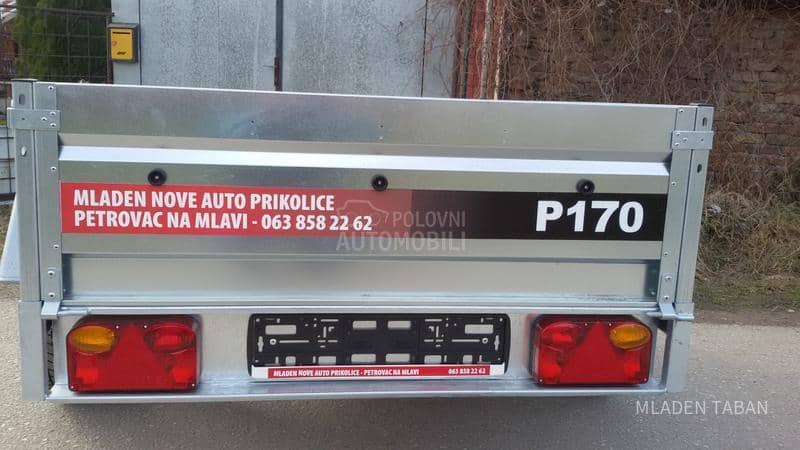 MLADEN NOVE AUTO PRIKOLICE
PETROVAC NA MLAVI - 063 858 22 62
POLOVNI
AUTOMOBILI
P170
MLADEN NOVE AUTO PRIKOLICE - PETROVAC NA MLAVI 063 858 22 62
MLADEN TABAN